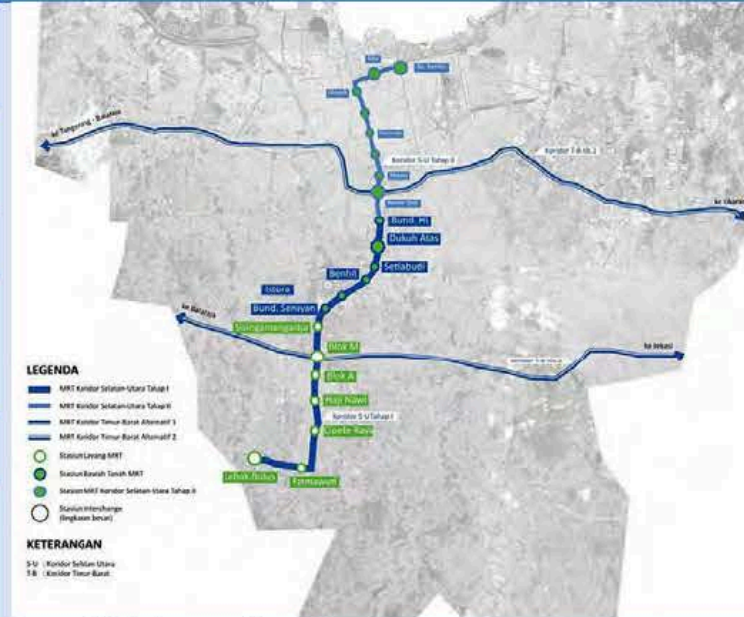 ke Tangerang - Balaraja
Koridor S-U Tahap II
Bund. HI
Dukuh Atas
Setiabudi
Benhil
Istora
Bund. Senayan
Sisingamangaraja
Blok M
Blok A
Haji Nawi
Koridor S-U Tahap I
Cipete Raya
Lebak Bulus
Fatmawati
ke Balaraja
ke Bekasi
LEGENDA
MRT Koridor Selatan-Utara Tahap I
MRT Koridor Selatan-Utara Tahap II
MRT Koridor Timur-Barat Alternatif 1
MRT Koridor Timur-Barat Alternatif 2
Stasiun Layang MRT
Stasiun Bawah Tanah MRT
Stasiun MRT Koridor Selatan-Utara Tahap II
Stasiun Interchange
(lingkaran besar)
KETERANGAN
S-U : Koridor Selatan Utara
T-B : Koridor Timur-Barat